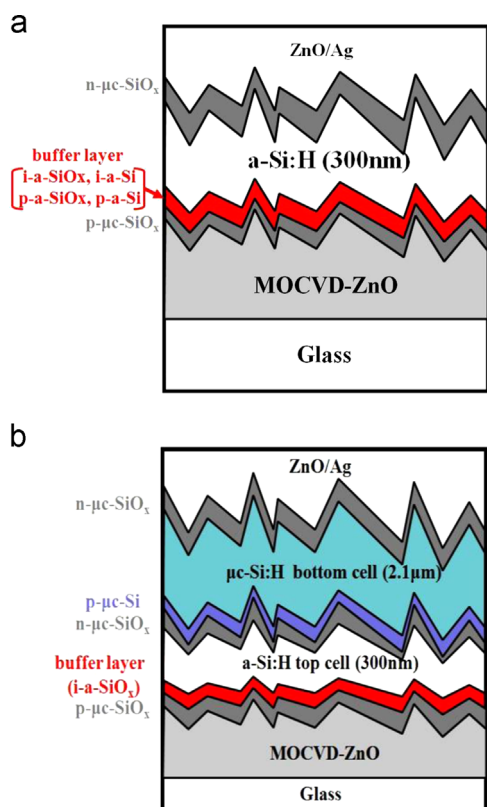 a
ZnO/Ag
n-µc-SiOₓ
a-Si:H (300nm)
buffer layer
i-a-SiOx, i-a-Si
p-a-SiOx, p-a-Si
p-µc-SiOₓ
MOCVD-ZnO
Glass
b
ZnO/Ag
n-µc-SiOₓ
µc-Si:H bottom cell (2.1µm)
p-µc-Si
n-µc-SiOₓ
a-Si:H top cell (300nm)
buffer layer
(i-a-SiOₓ)
p-µc-SiOₓ
MOCVD-ZnO
Glass